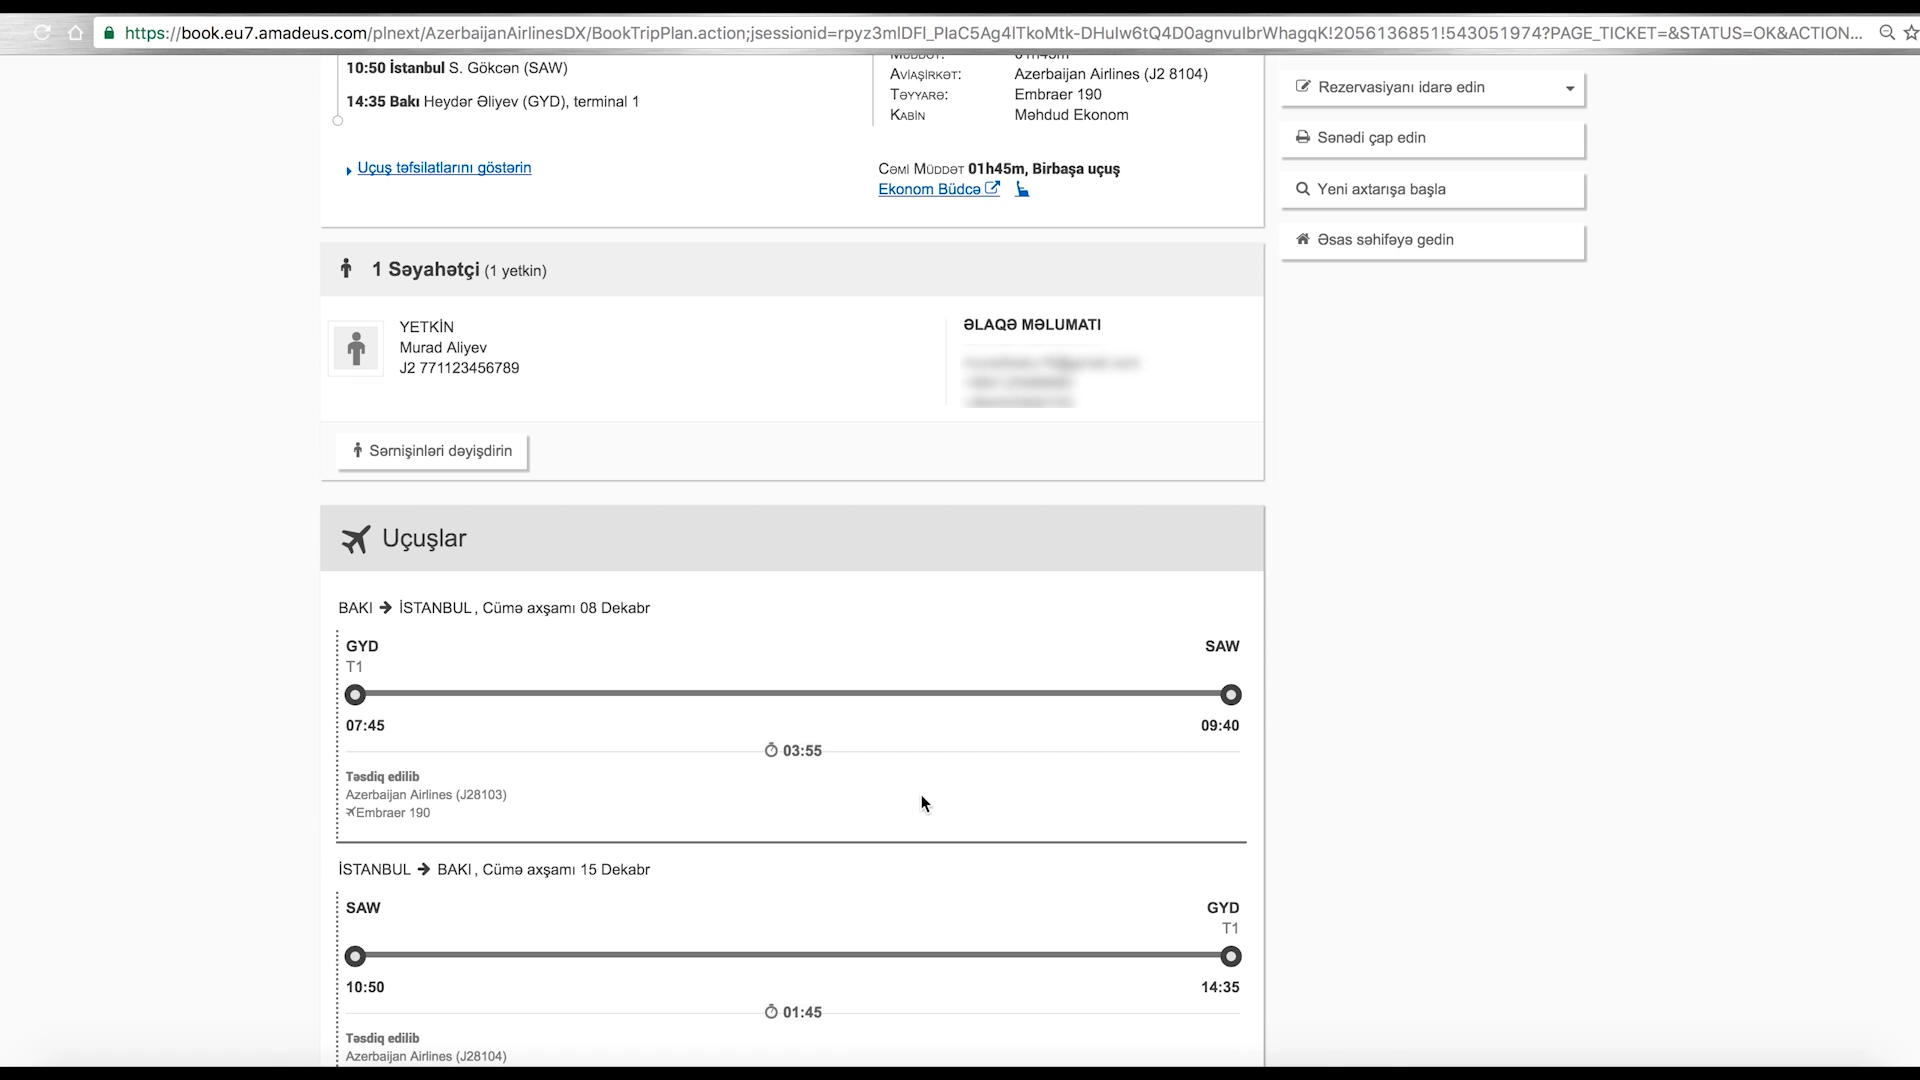 https://book.eu7.amadeus.com/plnext/AzerbaijanAirlinesDX/BookTripPlan.action;jsessionid=rpyz3mlDFl_PlaC5Ag4lTkoMtk-DHulw6tQ4D0agnvulbrWhagqK!2056136851!543051974?PAGE_TICKET=&STATUS=OK&ACTION...
10:50 İstanbul S. Gökcən (SAW)
14:35 Bakı Heydər Əliyev (GYD), terminal 1
Uçuş təfsilatlarını göstərin
Müddət: 01h45m
Aviaşirkət: Azerbaijan Airlines (J2 8104)
Təyyarə: Embraer 190
Kabin Məhdud Ekonom
Cəmi Müddət 01h45m, Birbaşa uçuş
Ekonom Büdcə
Rezervasiyanı idarə edin
Sənədi çap edin
Yeni axtarışa başla
Əsas səhifəyə gedin
1 Səyahətçi (1 yetkin)
YETKİN
Murad Aliyev
J2 771123456789
ƏLAQƏ MƏLUMATI
Sərnişinləri dəyişdirin
Uçuşlar
BAKI → İSTANBUL , Cümə axşamı 08 Dekabr
GYD SAW
T1
07:45 09:40
03:55
Təsdiq edilib
Azerbaijan Airlines (J28103)
Embraer 190
İSTANBUL → BAKI , Cümə axşamı 15 Dekabr
SAW GYD
T1
10:50 14:35
01:45
Təsdiq edilib
Azerbaijan Airlines (J28104)